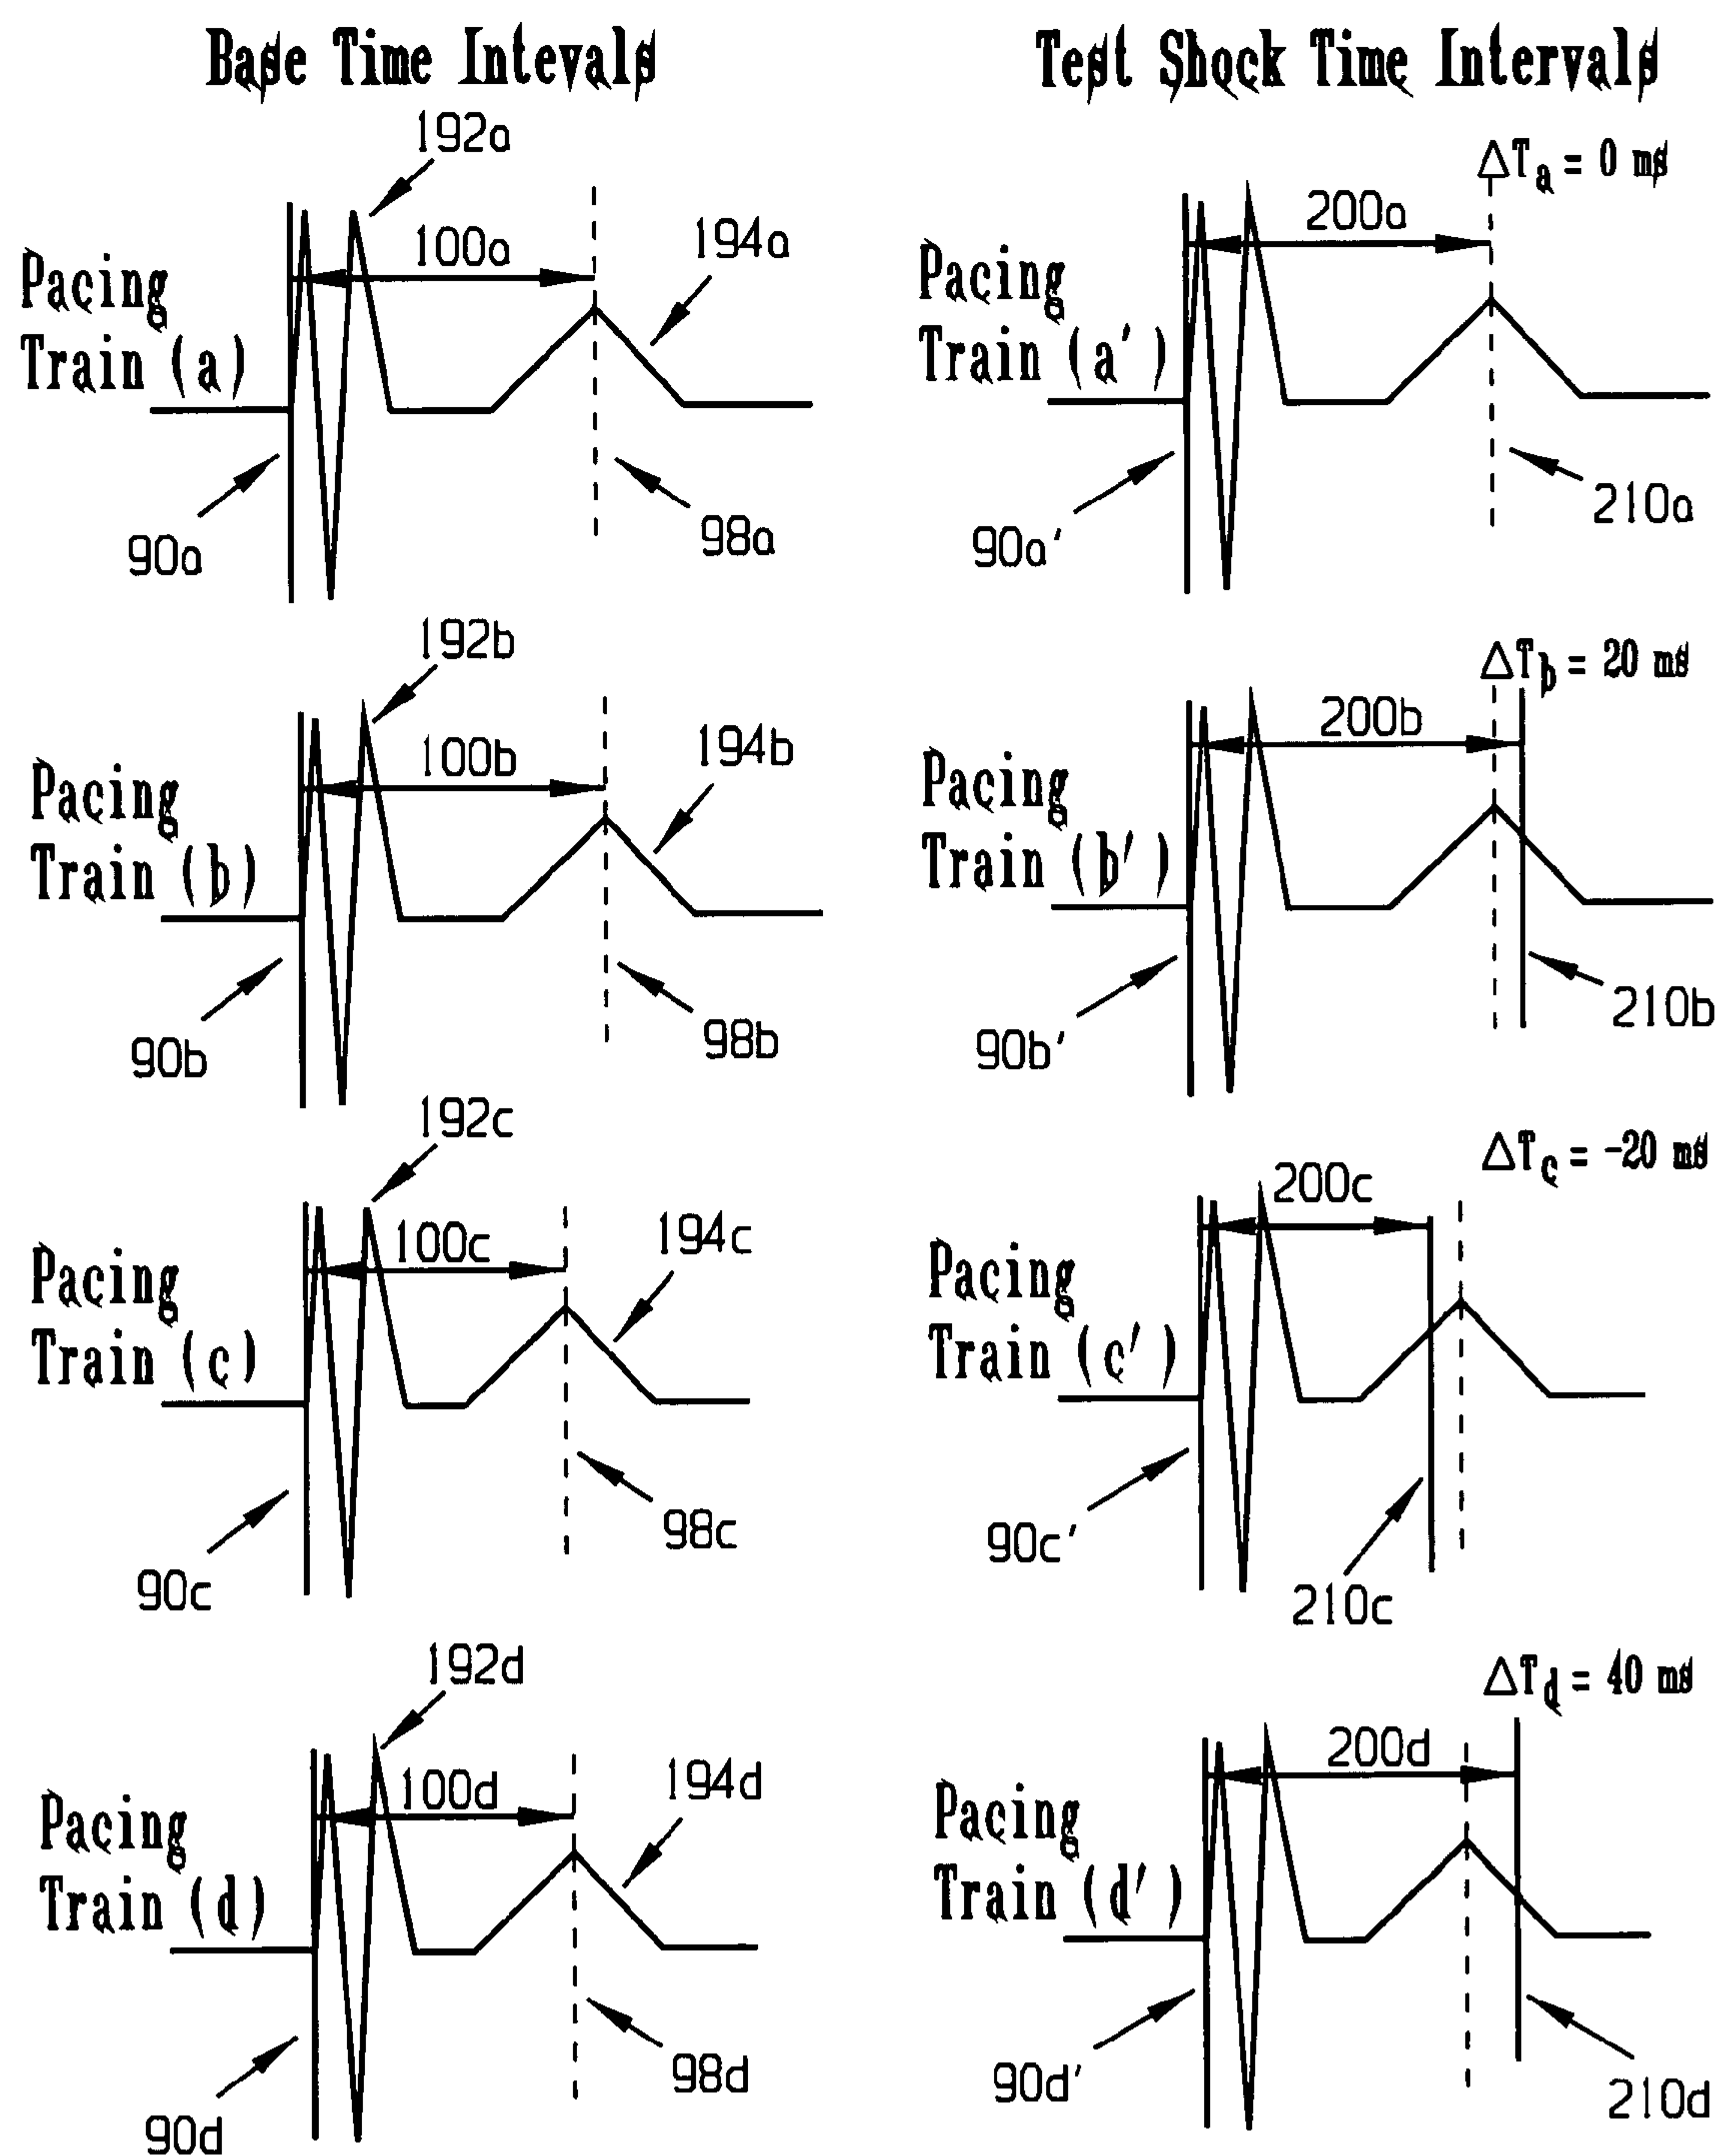 Base Time Intevals
Test Shock Time Intervals
192a
100a
194a
Pacing
Train (a)
90a
98a
ΔTa = 0 ms
200a
Pacing
Train (a')
90a'
210a
192b
100b
194b
Pacing
Train (b)
90b
98b
ΔTb = 20 ms
200b
Pacing
Train (b')
90b'
210b
192c
100c
194c
Pacing
Train (c)
90c
98c
ΔTc = -20 ms
200c
Pacing
Train (c')
90c'
210c
192d
100d
194d
Pacing
Train (d)
90d
98d
ΔTd = 40 ms
200d
Pacing
Train (d')
90d'
210d